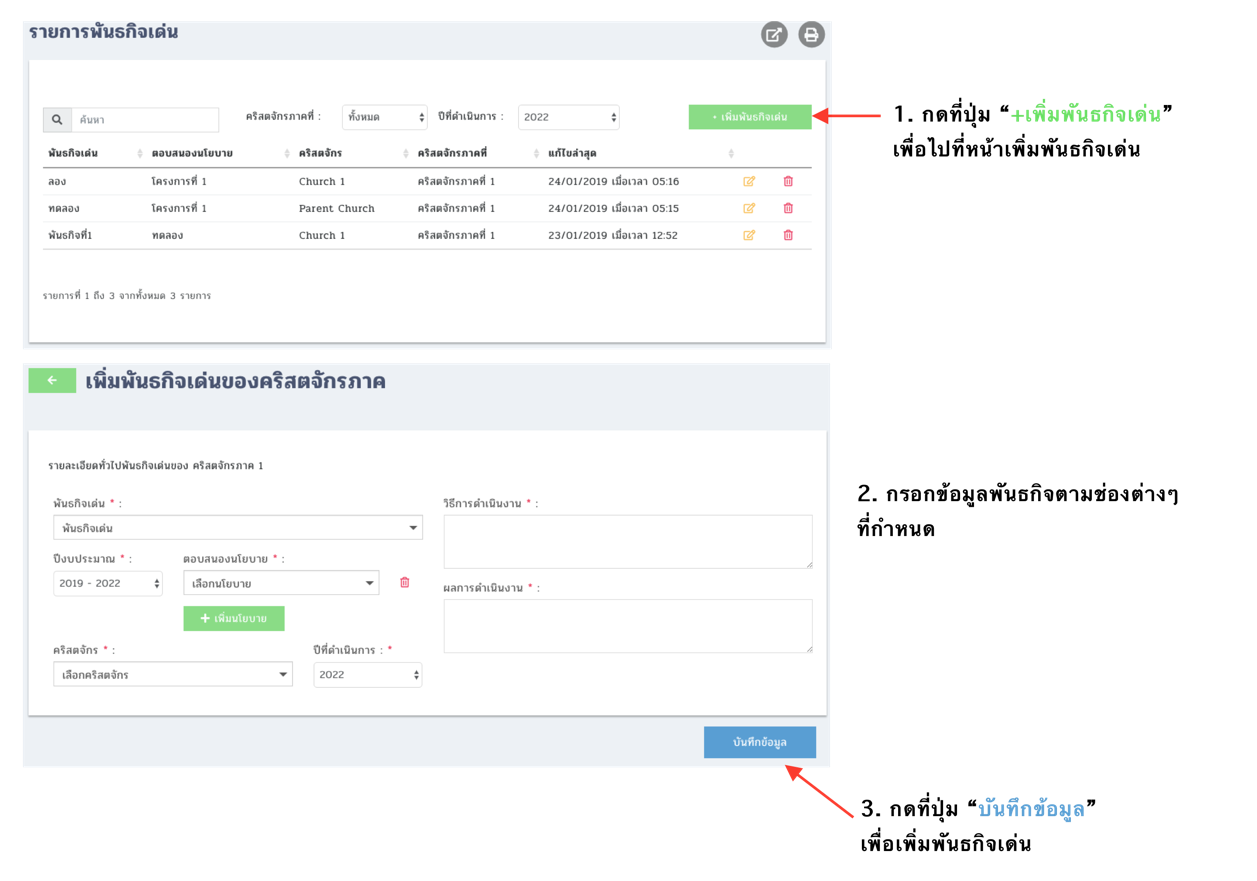 รายการพันธกิจเด่น
ค้นหา
คริสตจักรภาคที่ :
ทั้งหมด
ปีที่ดำเนินการ :
2022
+ เพิ่มพันธกิจเด่น
พันธกิจเด่น ตอบสนองนโยบาย คริสตจักร คริสตจักรภาคที่ แก้ไขล่าสุด
ลอง โครงการที่ 1 Church 1 คริสตจักรภาคที่ 1 24/01/2019 เมื่อเวลา 05:16
ทดลอง โครงการที่ 1 Parent Church คริสตจักรภาคที่ 1 24/01/2019 เมื่อเวลา 05:15
พันธกิจที่1 ทดลอง Church 1 คริสตจักรภาคที่ 1 23/01/2019 เมื่อเวลา 12:52
รายการที่ 1 ถึง 3 จากทั้งหมด 3 รายการ
1. กดที่ปุ่ม “+เพิ่มพันธกิจเด่น”
เพื่อไปที่หน้าเพิ่มพันธกิจเด่น
เพิ่มพันธกิจเด่นของคริสตจักรภาค
รายละเอียดทั่วไปพันธกิจเด่นของ คริสตจักรภาค 1
พันธกิจเด่น * :
พันธกิจเด่น
ปีงบประมาณ * :
2019 - 2022
ตอบสนองนโยบาย * :
เลือกนโยบาย
+ เพิ่มนโยบาย
คริสตจักร * :
เลือกคริสตจักร
ปีที่ดำเนินการ : *
2022
วิธีการดำเนินงาน * :
ผลการดำเนินงาน * :
บันทึกข้อมูล
2. กรอกข้อมูลพันธกิจตามช่องต่างๆ
ที่กำหนด
3. กดที่ปุ่ม “บันทึกข้อมูล”
เพื่อเพิ่มพันธกิจเด่น